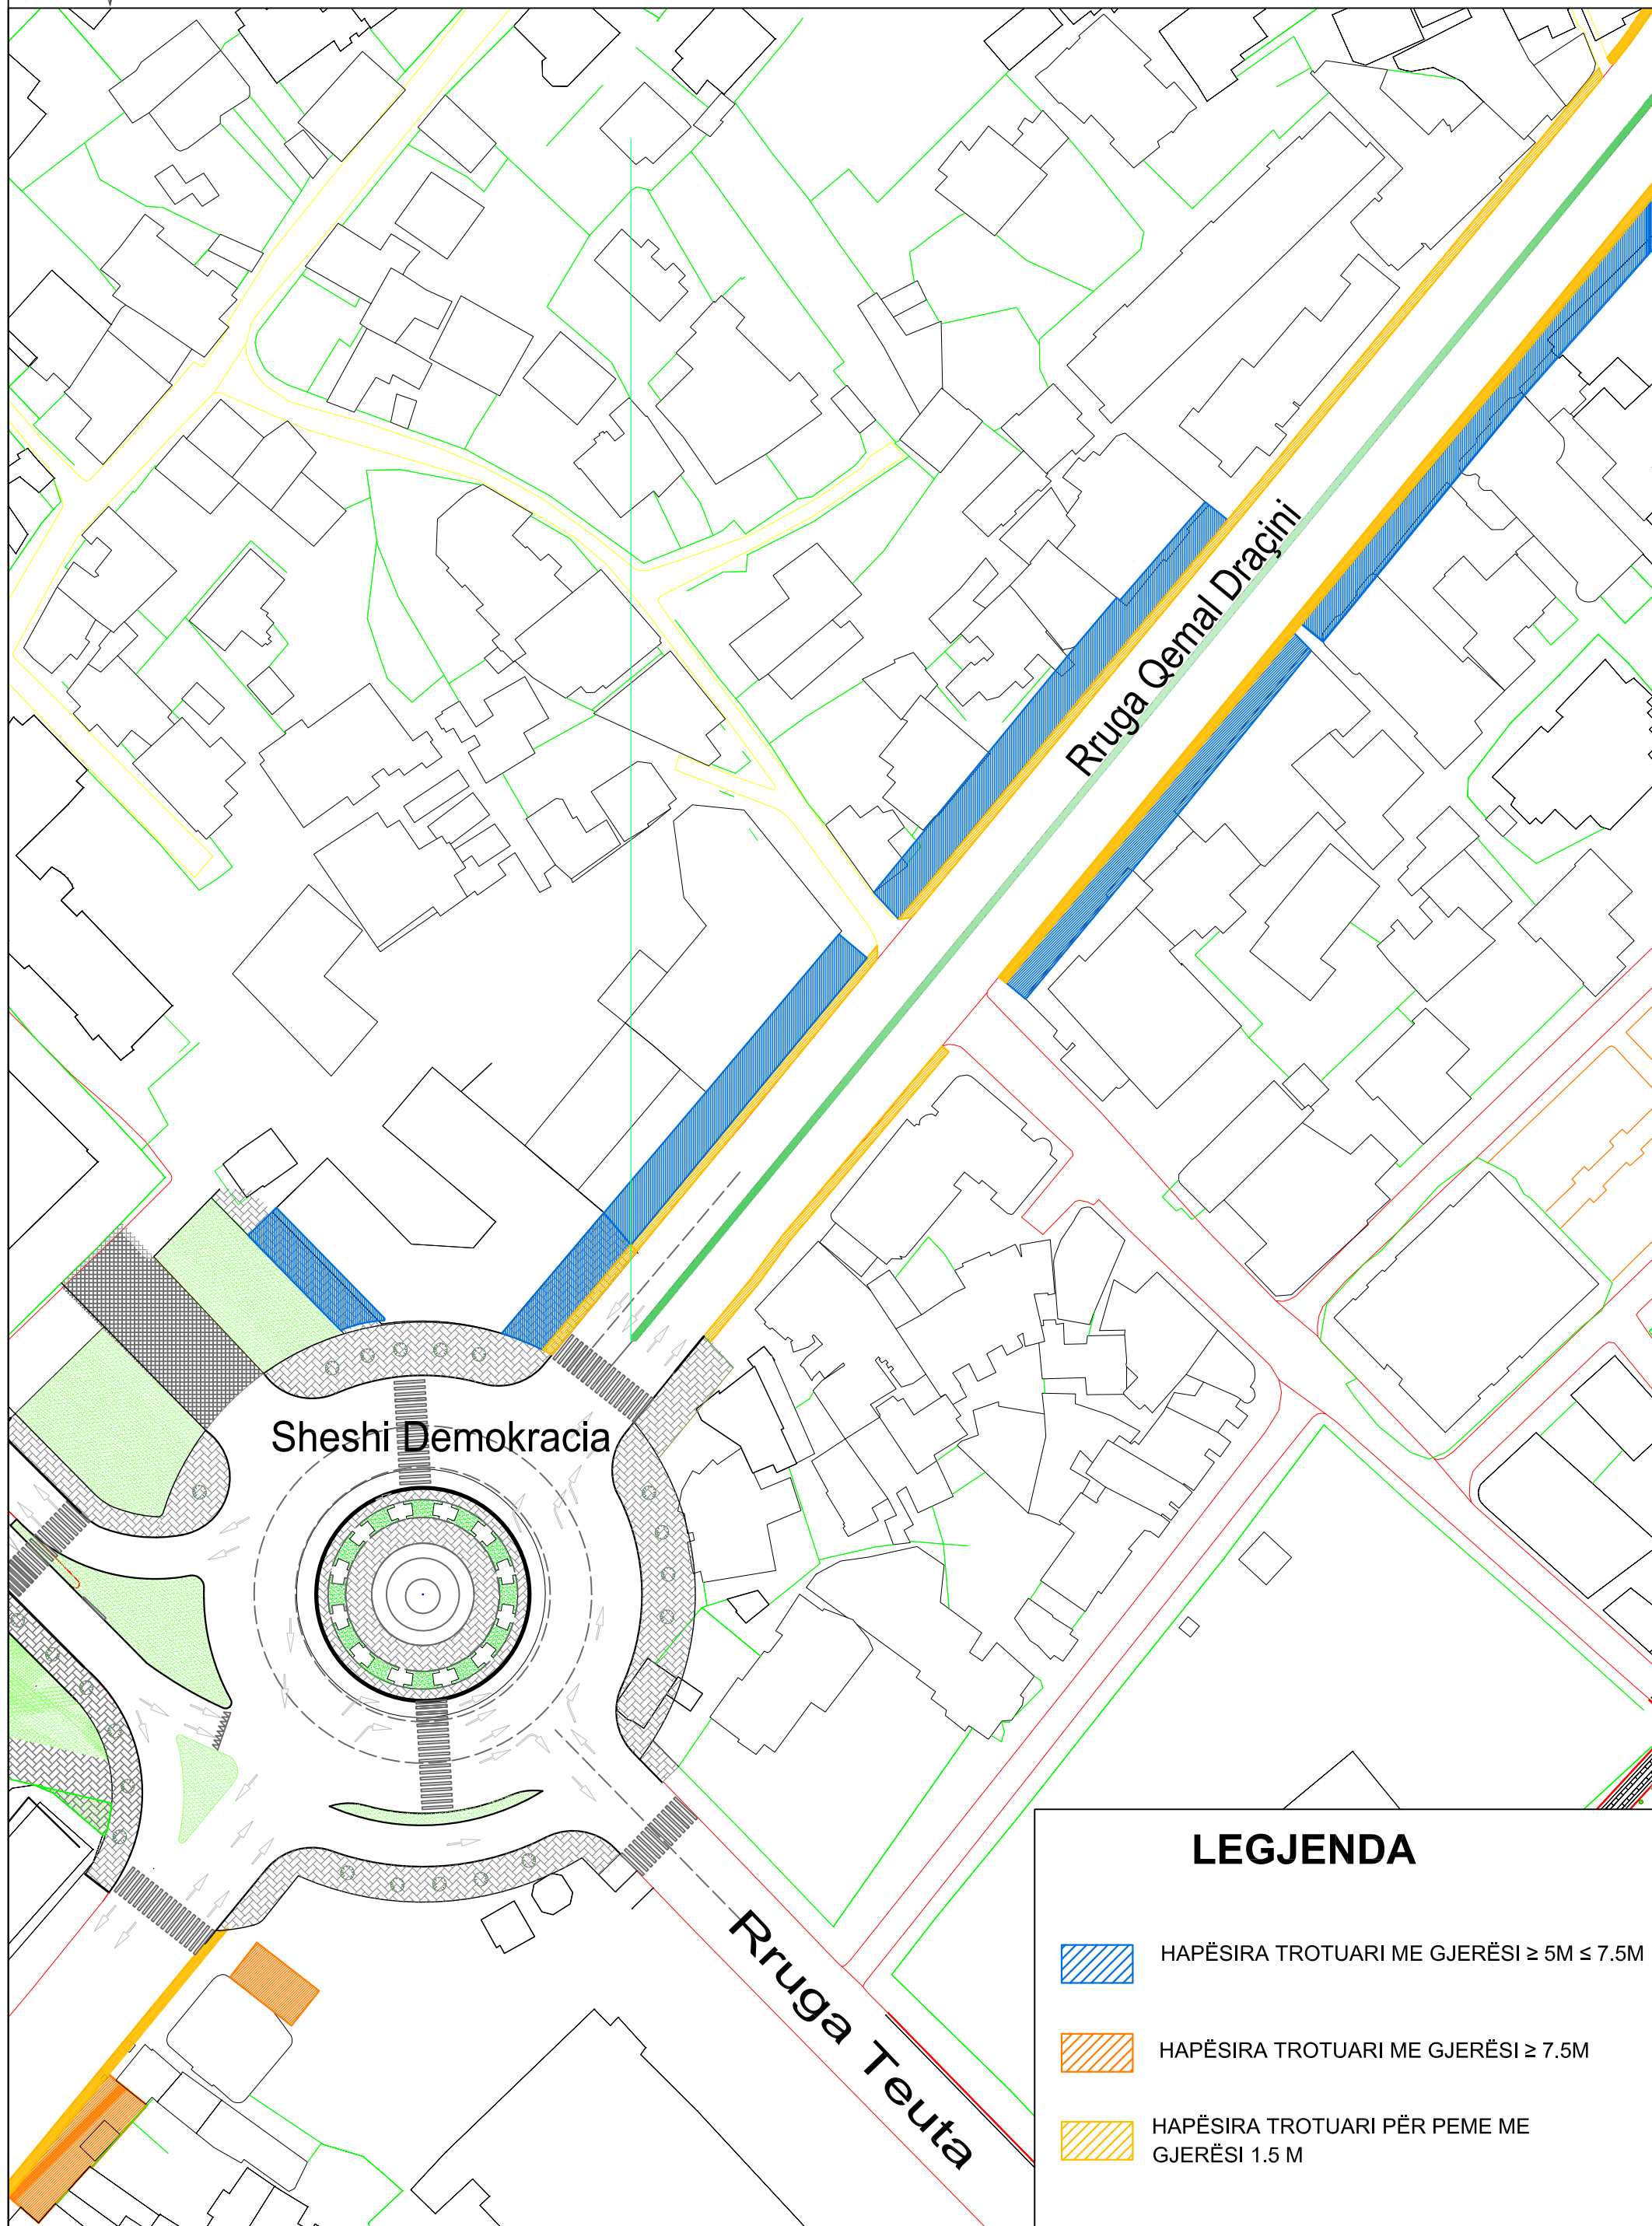 Rruga Qemal Draçini
Sheshi Demokracia
Rruga Teuta
LEGJENDA
HAPËSIRA TROTUARI ME GJERËSI ≥ 5M ≤ 7.5M
HAPËSIRA TROTUARI ME GJERËSI ≥ 7.5M
HAPËSIRA TROTUARI PËR PEME ME
GJERËSI 1.5 M